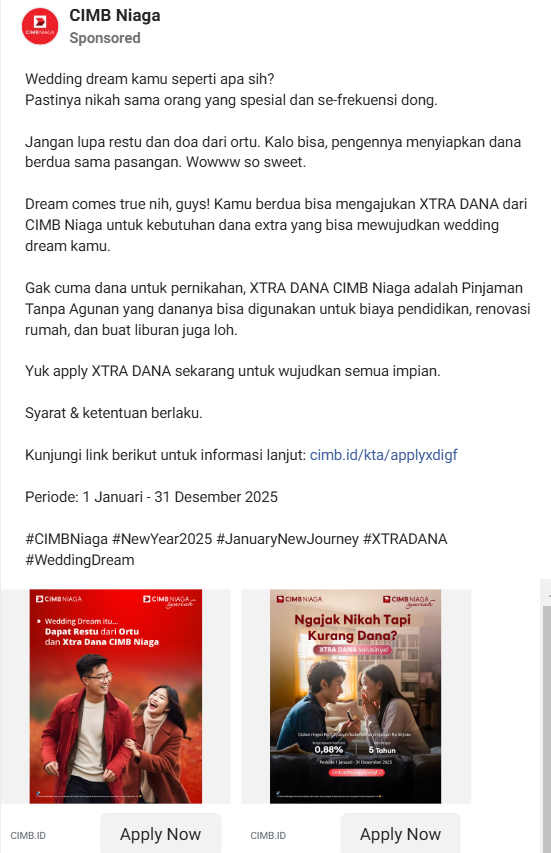 CIMB Niaga
Sponsored
Wedding dream kamu seperti apa sih?
Pastinya nikah sama orang yang spesial dan se-frekuensi dong.
Jangan lupa restu dan doa dari ortu. Kalo bisa, pengennya menyiapkan dana
berdua sama pasangan. Wowww so sweet.
Dream comes true nih, guys! Kamu berdua bisa mengajukan XTRA DANA dari
CIMB Niaga untuk kebutuhan dana extra yang bisa mewujudkan wedding
dream kamu.
Gak cuma dana untuk pernikahan, XTRA DANA CIMB Niaga adalah Pinjaman
Tanpa Agunan yang dananya bisa digunakan untuk biaya pendidikan, renovasi
rumah, dan buat liburan juga loh.
Yuk apply XTRA DANA sekarang untuk wujudkan semua impian.
Syarat & ketentuan berlaku.
Kunjungi link berikut untuk informasi lanjut: cimb.id/kta/applyxdigf
Periode: 1 Januari - 31 Desember 2025
#CIMBNiaga #NewYear2025 #JanuaryNewJourney #XTRADANA
#WeddingDream
CIMB NIAGA
CIMB NIAGA Syariah
Wedding Dream itu...
Dapat Restu dari Ortu
dan Xtra Dana CIMB Niaga
CIMB NIAGA
CIMB NIAGA Syariah
Ngajak Nikah Tapi
Kurang Dana?
XTRA DANA solusinya!
0,88%
5 Tahun
Periode 1 Januari - 31 Desember 2025
CIMB.ID
Apply Now
CIMB.ID
Apply Now